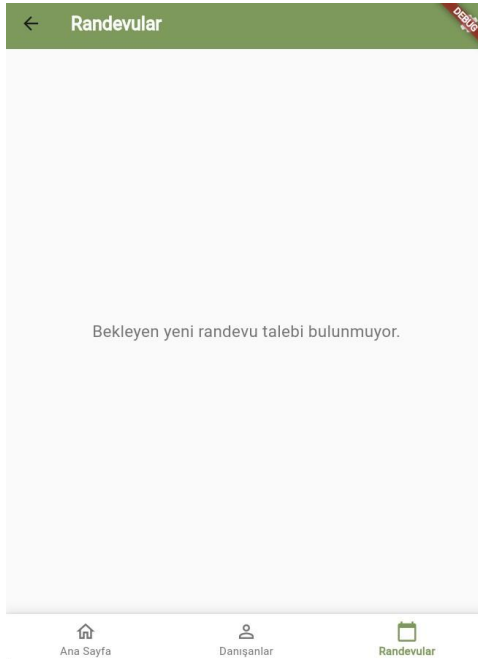 Randevular
DEBUG
Bekleyen yeni randevu talebi bulunmuyor.
Ana Sayfa
Danışanlar
Randevular